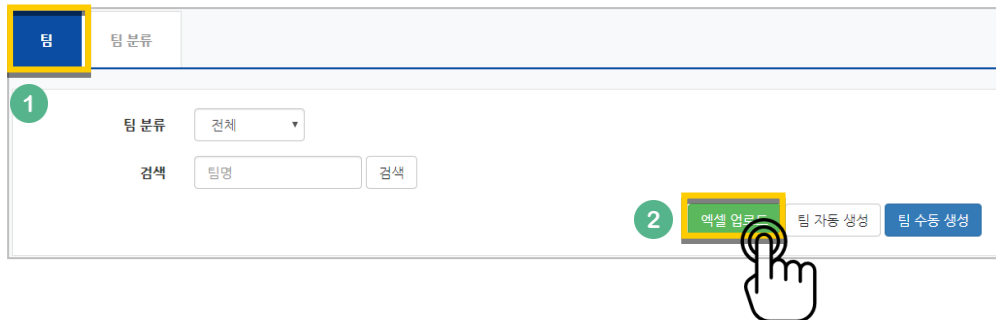 팀 팀 분류
1
팀 분류 전체
검색 팀명 검색
2 엑셀 업로드 팀 자동 생성 팀 수동 생성